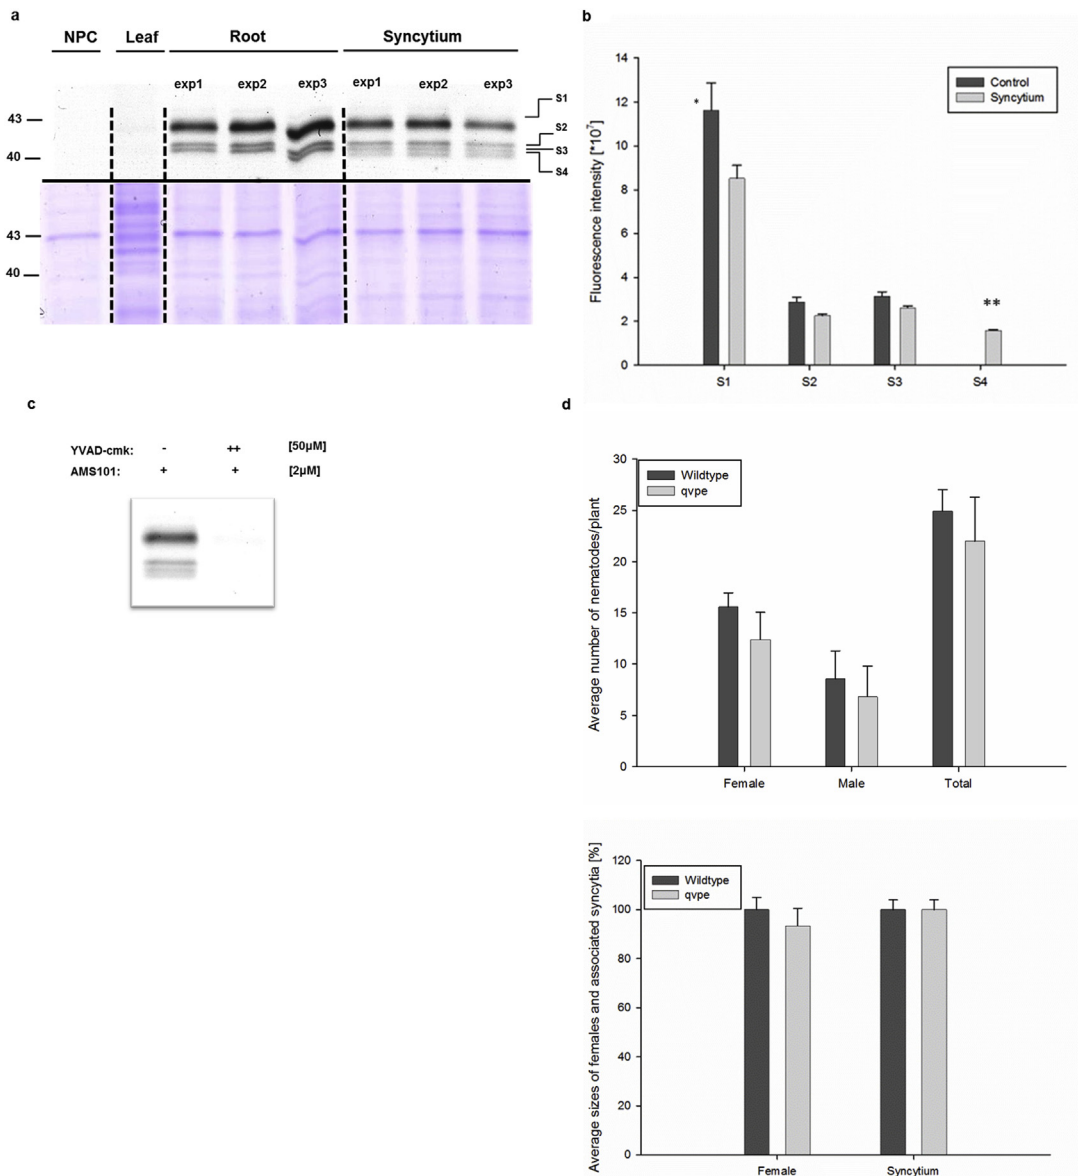 a
NPC Leaf Root Syncytium
exp1 exp2 exp3 exp1 exp2 exp3
S1
43
S2
S3
40
S4
43
40
b
Fluorescence intensity [*10⁷]
14
12
10
8
6
4
2
0
Control
Syncytium
*
**
S1 S2 S3 S4
c
YVAD-cmk: - ++ [50µM]
AMS101: + + [2µM]
d
Average number of nematodes/plant
30
25
20
15
10
5
0
Wildtype
qvpe
Female Male Total
Average sizes of females and associated syncytia [%]
120
100
80
60
40
20
0
Wildtype
qvpe
Female Syncytium